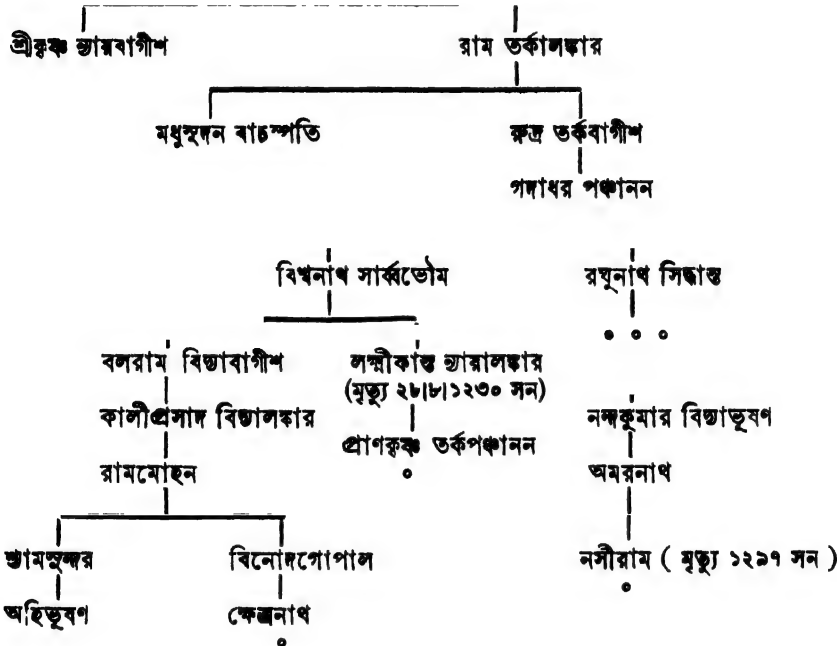 শ্রীকৃষ্ণ ন্যায়বাগীশ রাম তর্কালঙ্কার
মধুসূদন বাচস্পতি রুদ্র তর্কবাগীশ
গদাধর পঞ্চানন
বিশ্বনাথ সার্ব্বভৌম রঘুনাথ সিদ্ধান্ত
বলরাম বিদ্যাবাগীশ লক্ষ্মীকান্ত ন্যায়ালঙ্কার
(মৃত্যু ২৮|৮|১২৩০ সন)
কালীপ্রসাদ বিদ্যালঙ্কার নন্দকুমার বিদ্যাভূষণ
প্রাণকৃষ্ণ তর্কপঞ্চানন
রামমোহন অমরনাথ
শ্যামসুন্দর বিনোদগোপাল নসীরাম ( মৃত্যু ১২৯৭ সন )
অহিভূষণ ক্ষেত্রনাথ